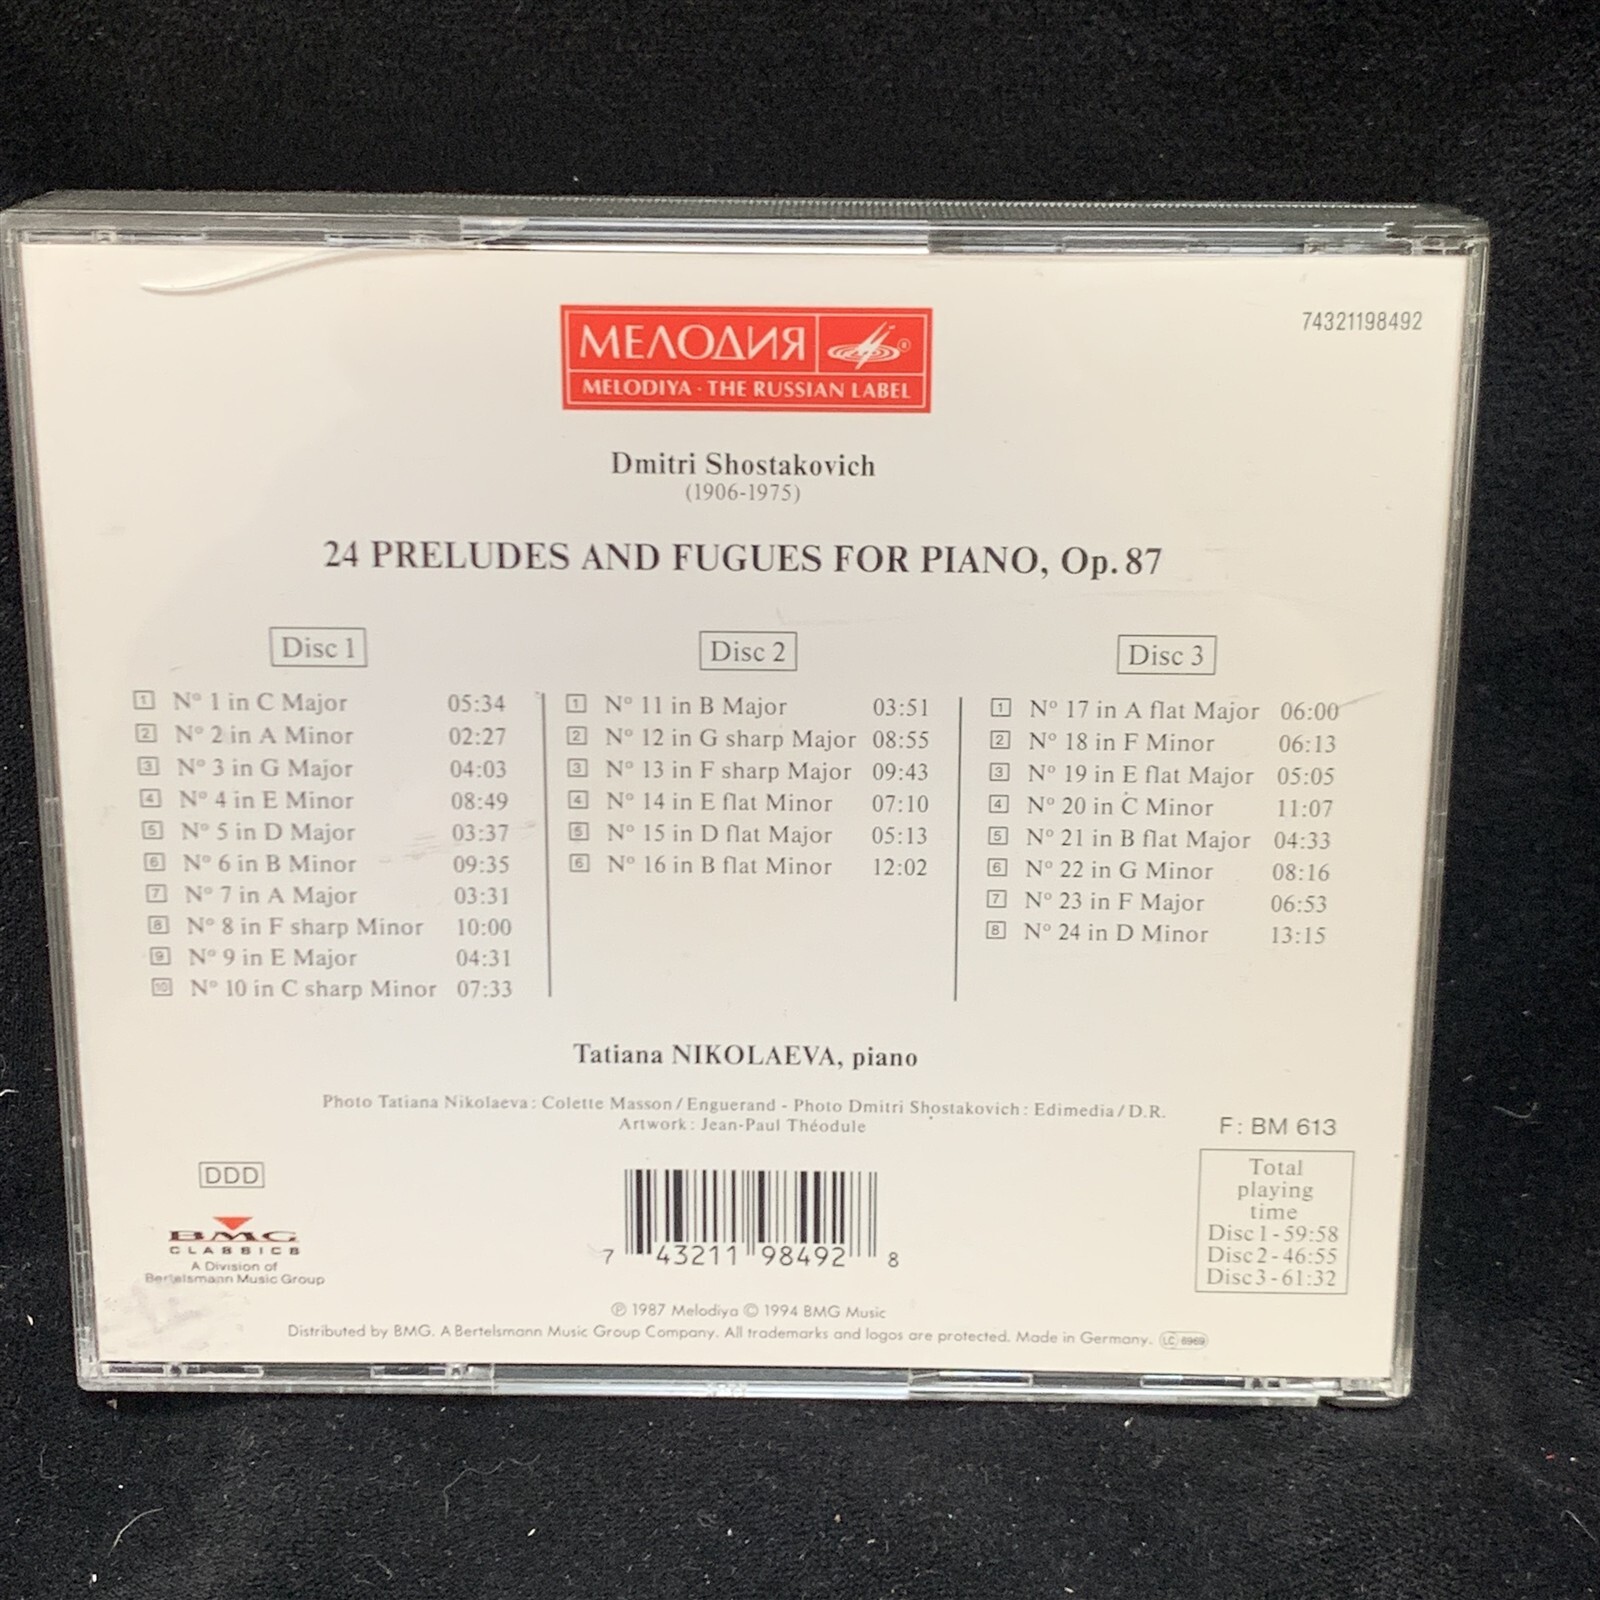 74321198492
МЕЛОДИЯ ®
MELODIYA · THE RUSSIAN LABEL
Dmitri Shostakovich
(1906-1975)
24 PRELUDES AND FUGUES FOR PIANO, Op. 87
Disc 1
1 N° 1 in C Major 05:34
2 N° 2 in A Minor 02:27
3 N° 3 in G Major 04:03
4 N° 4 in E Minor 08:49
5 N° 5 in D Major 03:37
6 N° 6 in B Minor 09:35
7 N° 7 in A Major 03:31
8 N° 8 in F sharp Minor 10:00
9 N° 9 in E Major 04:31
10 N° 10 in C sharp Minor 07:33
Disc 2
1 N° 11 in B Major 03:51
2 N° 12 in G sharp Major 08:55
3 N° 13 in F sharp Major 09:43
4 N° 14 in E flat Minor 07:10
5 N° 15 in D flat Major 05:13
6 N° 16 in B flat Minor 12:02
Disc 3
1 N° 17 in A flat Major 06:00
2 N° 18 in F Minor 06:13
3 N° 19 in E flat Major 05:05
4 N° 20 in C Minor 11:07
5 N° 21 in B flat Major 04:33
6 N° 22 in G Minor 08:16
7 N° 23 in F Major 06:53
8 N° 24 in D Minor 13:15
Tatiana NIKOLAEVA, piano
Photo Tatiana Nikolaeva : Colette Masson / Enguerand - Photo Dmitri Shostakovich : Edimedia / D.R.
Artwork : Jean-Paul Théodule
F : BM 613
Total
playing
time
Disc 1 - 59:58
Disc 2 - 46:55
Disc 3 - 61:32
DDD
BMG
CLASSICS
A Division of
Bertelsmann Music Group
7 43211 98492 8
℗ 1987 Melodiya © 1994 BMG Music
Distributed by BMG. A Bertelsmann Music Group Company. All trademarks and logos are protected. Made in Germany. LC 6969